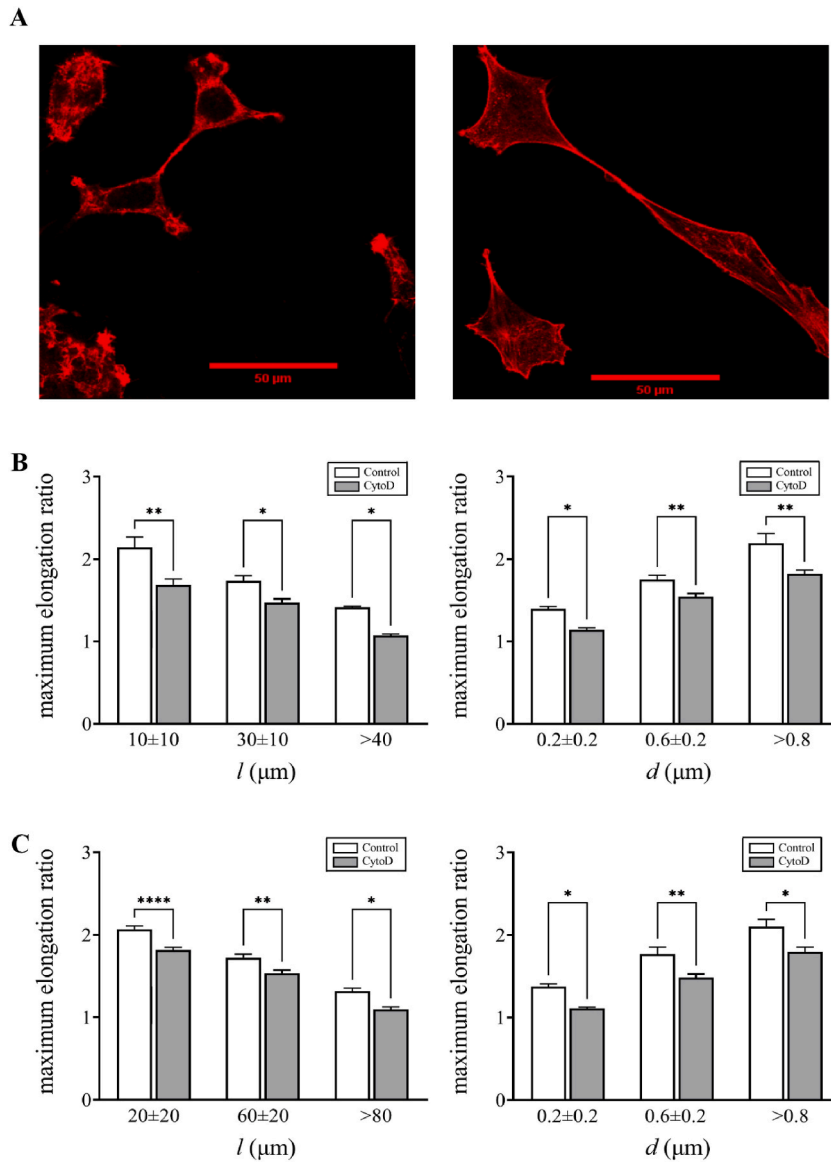 A
50 μm
50 μm
B
maximum elongation ratio
3
2
1
0
Control
CytoD
**
*
*
10±10
30±10
>40
l (μm)
maximum elongation ratio
3
2
1
0
Control
CytoD
*
**
**
0.2±0.2
0.6±0.2
>0.8
d (μm)
C
maximum elongation ratio
3
2
1
0
Control
CytoD
****
**
*
20±20
60±20
>80
l (μm)
maximum elongation ratio
3
2
1
0
Control
CytoD
*
**
*
0.2±0.2
0.6±0.2
>0.8
d (μm)